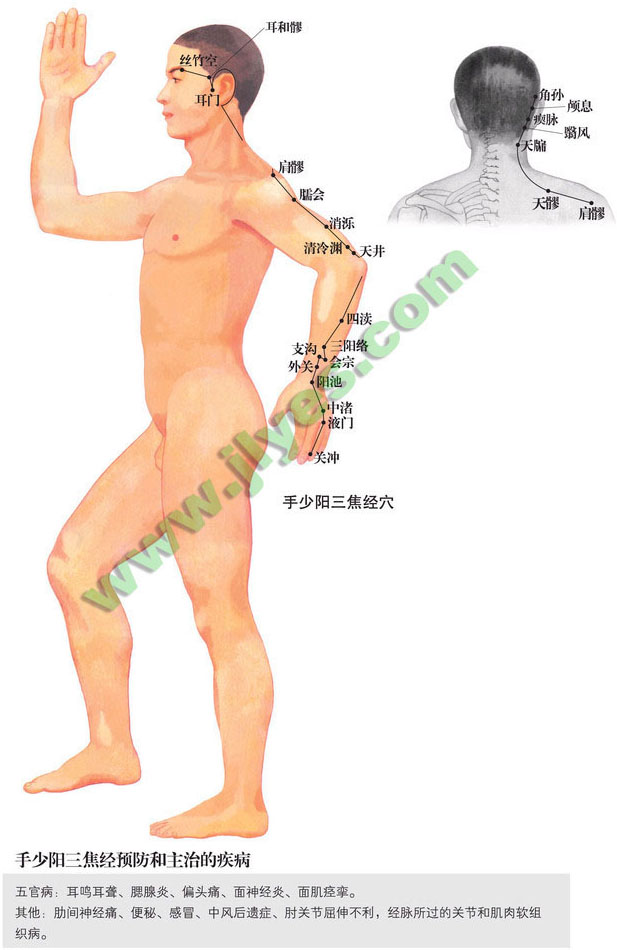 耳和髎
丝竹空
耳门
角孙
颅息
瘈脉
翳风
天牖
天髎
肩髎
肩髎
臑会
消泺
清冷渊
天井
四渎
三阳络
支沟
会宗
外关
阳池
中渚
液门
关冲
手少阳三焦经穴
www.jlyes.com
手少阳三焦经预防和主治的疾病
五官病：耳鸣耳聋、腮腺炎、偏头痛、面神经炎、面肌痉挛。
其他：肋间神经痛、便秘、感冒、中风后遗症、肘关节屈伸不利，经脉所过的关节和肌肉软组
织病。